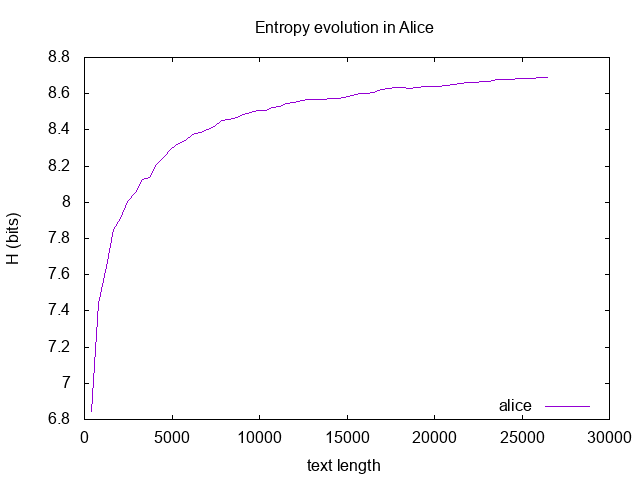 Entropy evolution in Alice
8.8
8.6
8.4
8.2
8
7.8
7.6
7.4
7.2
7
6.8
H (bits)
alice
0 5000 10000 15000 20000 25000 30000
text length